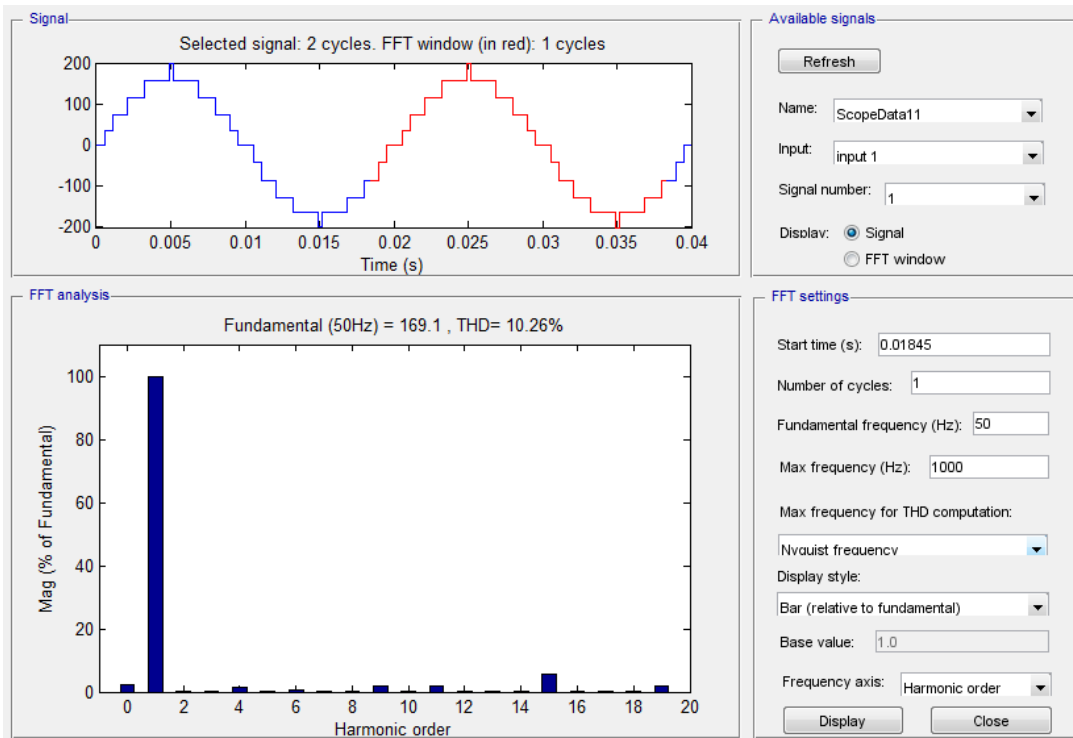 Signal
Selected signal: 2 cycles. FFT window (in red): 1 cycles
200
100
0
-100
-200
0 0.005 0.01 0.015 0.02 0.025 0.03 0.035 0.04
Time (s)
Available signals
Refresh
Name: ScopeData11
Input: input 1
Signal number: 1
Display: Signal
FFT window
FFT analysis
Fundamental (50Hz) = 169.1 , THD= 10.26%
100
80
60
40
20
0
Mag (% of Fundamental)
0 2 4 6 8 10 12 14 16 18 20
Harmonic order
FFT settings
Start time (s): 0.01845
Number of cycles: 1
Fundamental frequency (Hz): 50
Max frequency (Hz): 1000
Max frequency for THD computation:
Nyquist frequency
Display style:
Bar (relative to fundamental)
Base value: 1.0
Frequency axis: Harmonic order
Display Close